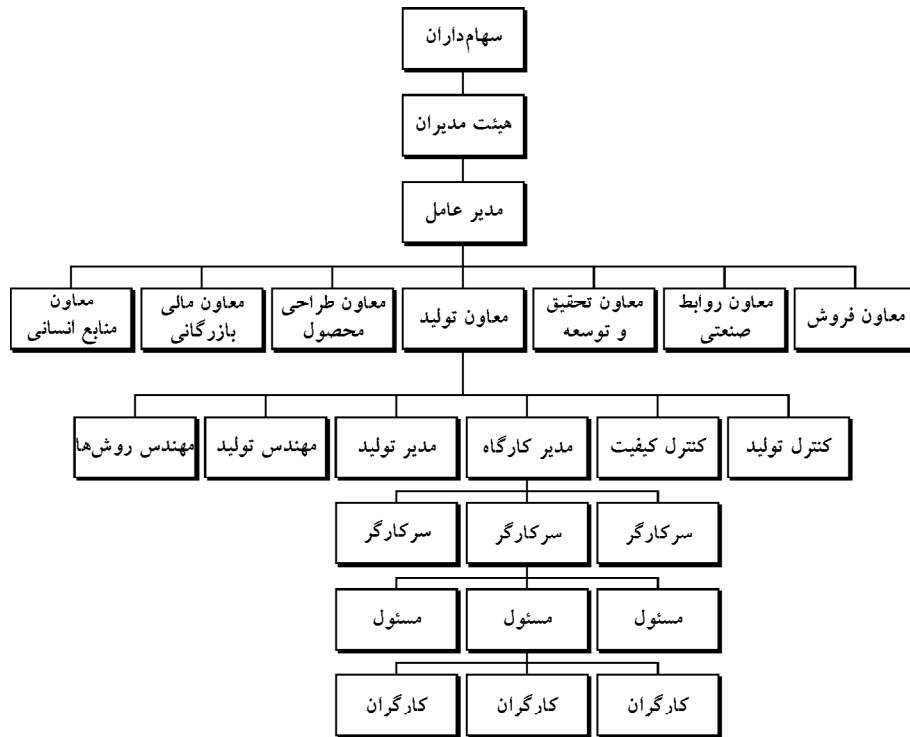 سهام‌داران
هیئت مدیران
مدیر عامل
معاون فروش
معاون روابط
صنعتی
معاون تحقیق
و توسعه
معاون تولید
معاون طراحی
محصول
معاون مالی
بازرگانی
معاون
منابع انسانی
کنترل تولید
کنترل کیفیت
مدیر کارگاه
مدیر تولید
مهندس تولید
مهندس روش‌ها
سرکارگر
سرکارگر
سرکارگر
مسئول
مسئول
مسئول
کارگران
کارگران
کارگران